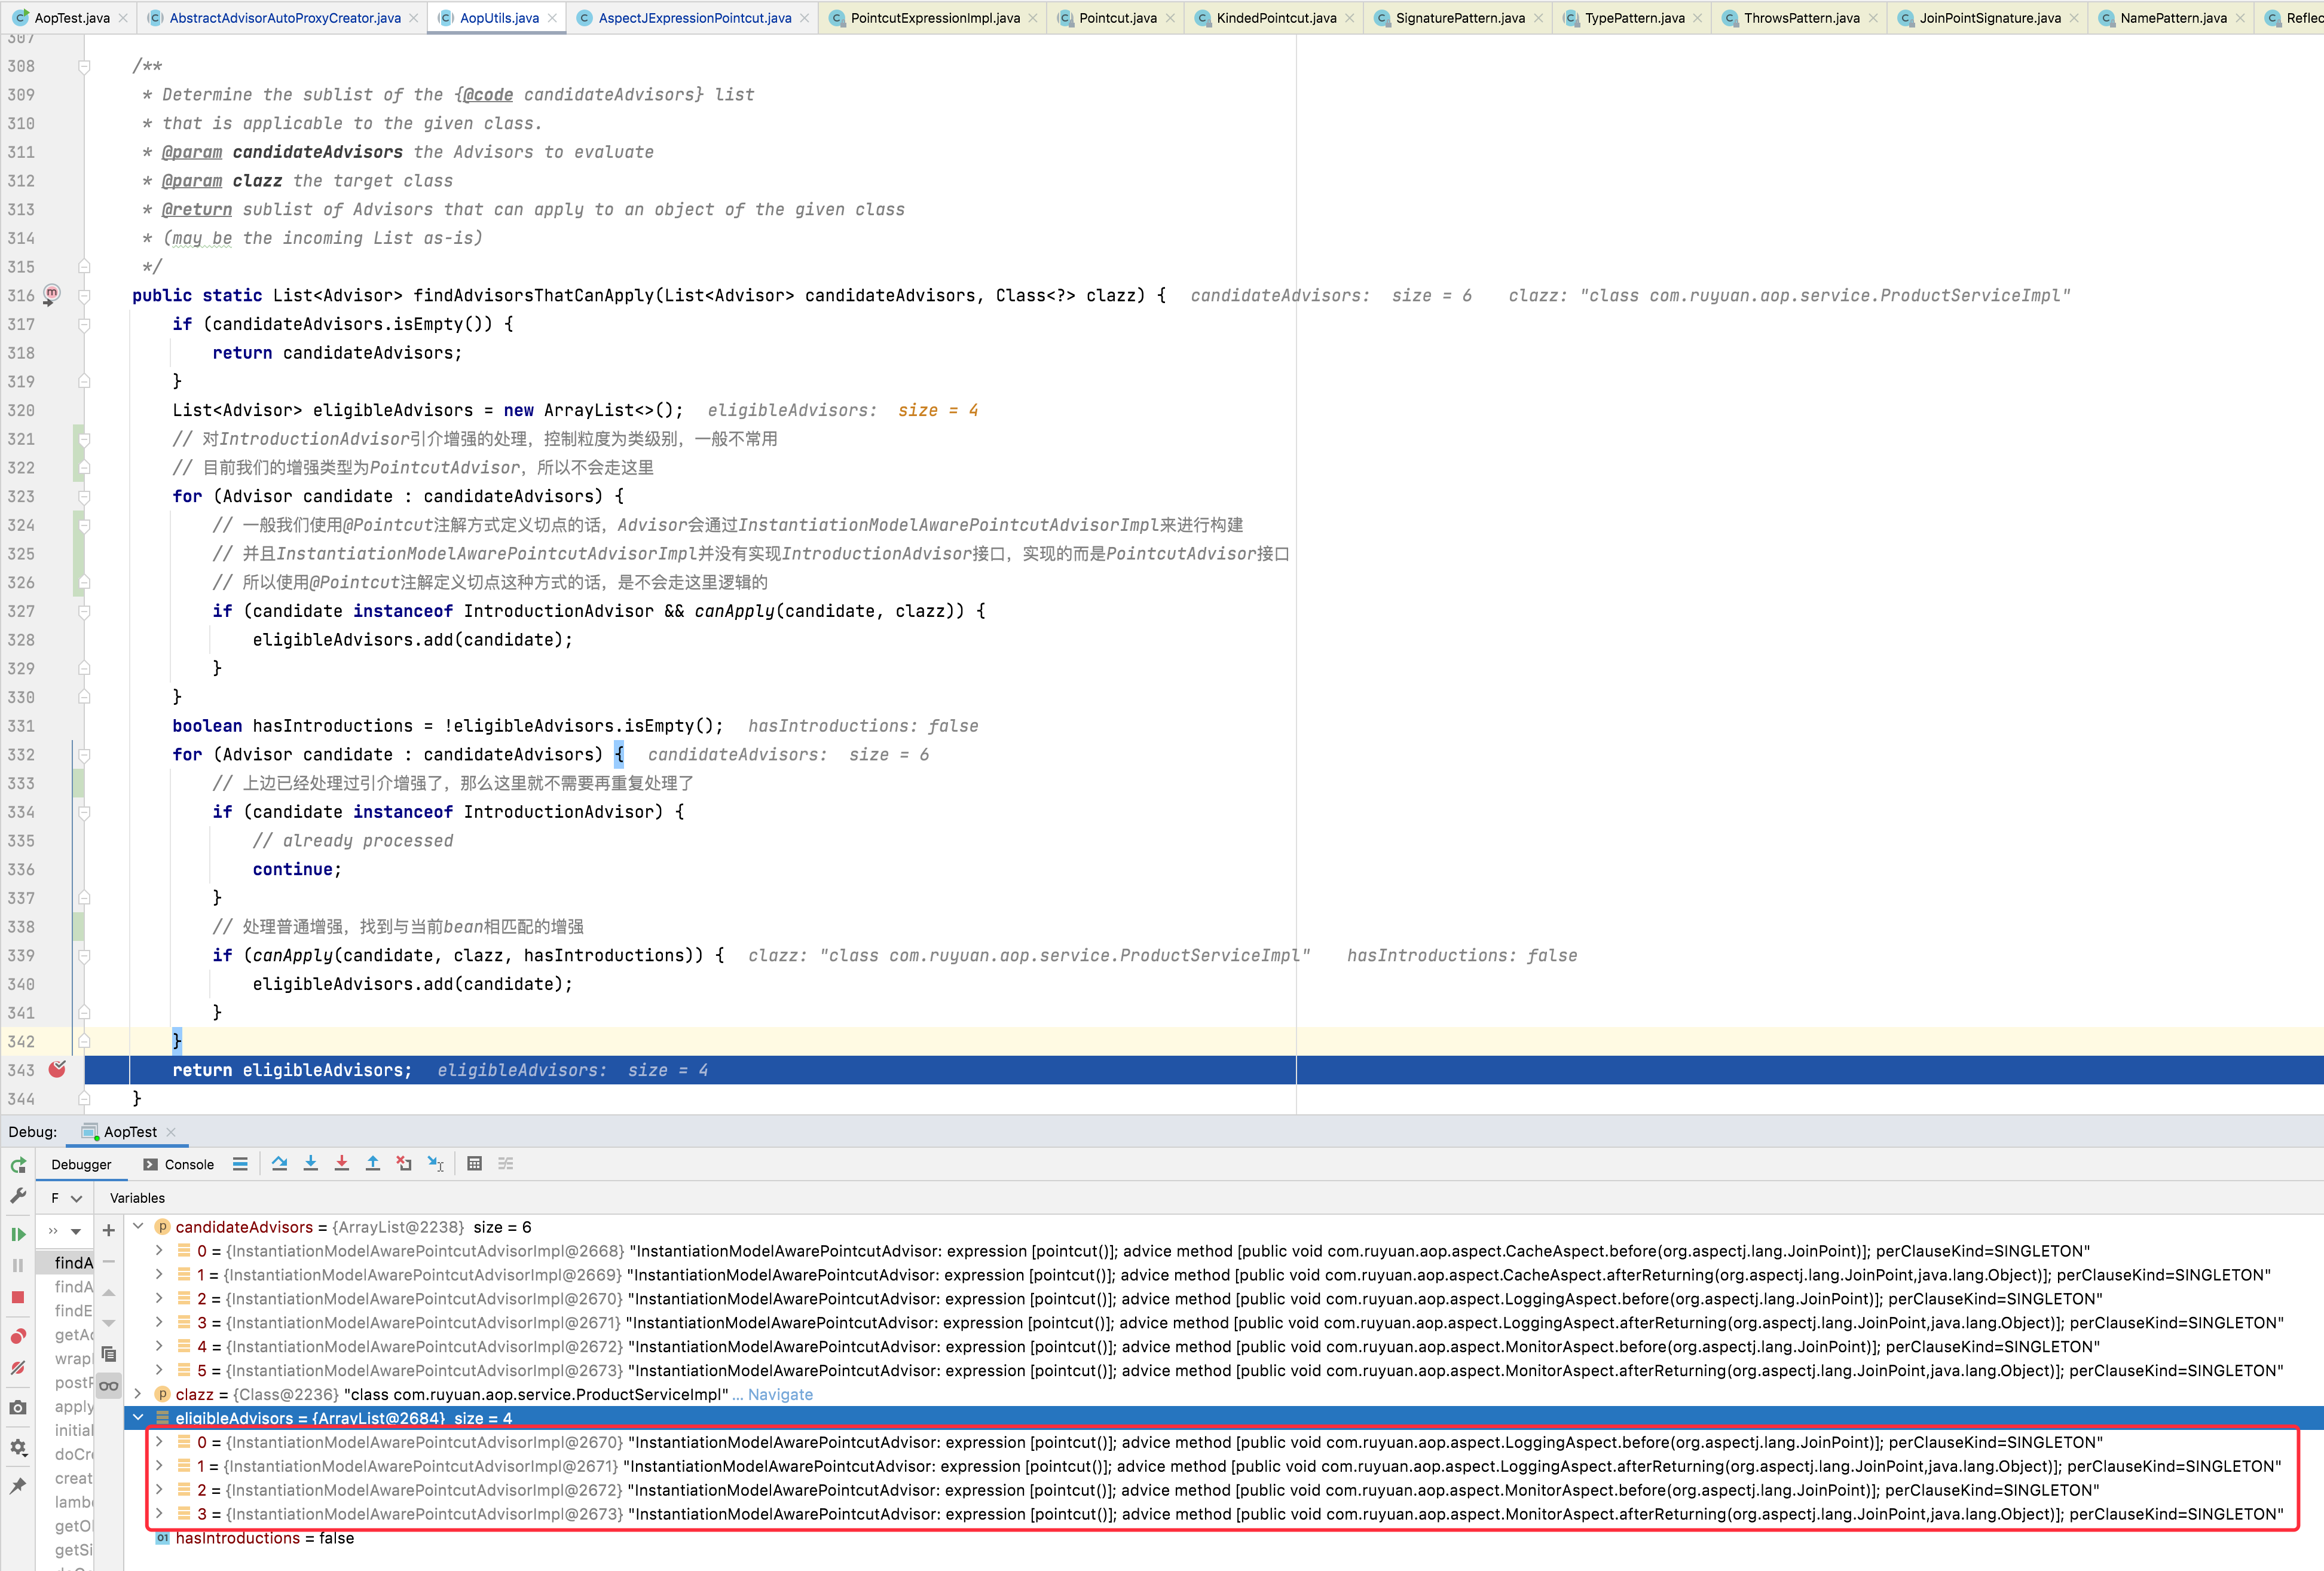 AopTest.java AbstractAdvisorAutoProxyCreator.java AopUtils.java AspectJExpressionPointcut.java PointcutExpressionImpl.java Pointcut.java KindedPointcut.java SignaturePattern.java TypePattern.java ThrowsPattern.java JoinPointSignature.java NamePattern.java Reflec
307
308 /**
309 * Determine the sublist of the {@code candidateAdvisors} list
310 * that is applicable to the given class.
311 * @param candidateAdvisors the Advisors to evaluate
312 * @param clazz the target class
313 * @return sublist of Advisors that can apply to an object of the given class
314 * (may be the incoming List as-is)
315 */
316 public static List<Advisor> findAdvisorsThatCanApply(List<Advisor> candidateAdvisors, Class<?> clazz) { candidateAdvisors: size = 6 clazz: "class com.ruyuan.aop.service.ProductServiceImpl"
317 if (candidateAdvisors.isEmpty()) {
318 return candidateAdvisors;
319 }
320 List<Advisor> eligibleAdvisors = new ArrayList<>(); eligibleAdvisors: size = 4
321 // 对IntroductionAdvisor引介增强的处理，控制粒度为类级别，一般不常用
322 // 目前我们的增强类型为PointcutAdvisor，所以不会走这里
323 for (Advisor candidate : candidateAdvisors) {
324 // 一般我们使用@Pointcut注解方式定义切点的话，Advisor会通过InstantiationModelAwarePointcutAdvisorImpl来进行构建
325 // 并且InstantiationModelAwarePointcutAdvisorImpl并没有实现IntroductionAdvisor接口，实现的而是PointcutAdvisor接口
326 // 所以使用@Pointcut注解定义切点这种方式的话，是不会走这里逻辑的
327 if (candidate instanceof IntroductionAdvisor && canApply(candidate, clazz)) {
328 eligibleAdvisors.add(candidate);
329 }
330 }
331 boolean hasIntroductions = !eligibleAdvisors.isEmpty(); hasIntroductions: false
332 for (Advisor candidate : candidateAdvisors) { candidateAdvisors: size = 6
333 // 上边已经处理过引介增强了，那么这里就不需要再重复处理了
334 if (candidate instanceof IntroductionAdvisor) {
335 // already processed
336 continue;
337 }
338 // 处理普通增强，找到与当前bean相匹配的增强
339 if (canApply(candidate, clazz, hasIntroductions)) { clazz: "class com.ruyuan.aop.service.ProductServiceImpl" hasIntroductions: false
340 eligibleAdvisors.add(candidate);
341 }
342 }
343 return eligibleAdvisors; eligibleAdvisors: size = 4
344 }
Debug: AopTest
Debugger Console
F Variables
candidateAdvisors = {ArrayList@2238} size = 6
0 = {InstantiationModelAwarePointcutAdvisorImpl@2668} "InstantiationModelAwarePointcutAdvisor: expression [pointcut()]; advice method [public void com.ruyuan.aop.aspect.CacheAspect.before(org.aspectj.lang.JoinPoint)]; perClauseKind=SINGLETON"
findA
1 = {InstantiationModelAwarePointcutAdvisorImpl@2669} "InstantiationModelAwarePointcutAdvisor: expression [pointcut()]; advice method [public void com.ruyuan.aop.aspect.CacheAspect.afterReturning(org.aspectj.lang.JoinPoint,java.lang.Object)]; perClauseKind=SINGLETON"
findA
2 = {InstantiationModelAwarePointcutAdvisorImpl@2670} "InstantiationModelAwarePointcutAdvisor: expression [pointcut()]; advice method [public void com.ruyuan.aop.aspect.LoggingAspect.before(org.aspectj.lang.JoinPoint)]; perClauseKind=SINGLETON"
findE
3 = {InstantiationModelAwarePointcutAdvisorImpl@2671} "InstantiationModelAwarePointcutAdvisor: expression [pointcut()]; advice method [public void com.ruyuan.aop.aspect.LoggingAspect.afterReturning(org.aspectj.lang.JoinPoint,java.lang.Object)]; perClauseKind=SINGLETON"
getAd
4 = {InstantiationModelAwarePointcutAdvisorImpl@2672} "InstantiationModelAwarePointcutAdvisor: expression [pointcut()]; advice method [public void com.ruyuan.aop.aspect.MonitorAspect.before(org.aspectj.lang.JoinPoint)]; perClauseKind=SINGLETON"
wrapI
5 = {InstantiationModelAwarePointcutAdvisorImpl@2673} "InstantiationModelAwarePointcutAdvisor: expression [pointcut()]; advice method [public void com.ruyuan.aop.aspect.MonitorAspect.afterReturning(org.aspectj.lang.JoinPoint,java.lang.Object)]; perClauseKind=SINGLETON"
postP
clazz = {Class@2236} "class com.ruyuan.aop.service.ProductServiceImpl" ... Navigate
apply
eligibleAdvisors = {ArrayList@2684} size = 4
initial
0 = {InstantiationModelAwarePointcutAdvisorImpl@2670} "InstantiationModelAwarePointcutAdvisor: expression [pointcut()]; advice method [public void com.ruyuan.aop.aspect.LoggingAspect.before(org.aspectj.lang.JoinPoint)]; perClauseKind=SINGLETON"
doCre
1 = {InstantiationModelAwarePointcutAdvisorImpl@2671} "InstantiationModelAwarePointcutAdvisor: expression [pointcut()]; advice method [public void com.ruyuan.aop.aspect.LoggingAspect.afterReturning(org.aspectj.lang.JoinPoint,java.lang.Object)]; perClauseKind=SINGLETON"
creat
2 = {InstantiationModelAwarePointcutAdvisorImpl@2672} "InstantiationModelAwarePointcutAdvisor: expression [pointcut()]; advice method [public void com.ruyuan.aop.aspect.MonitorAspect.before(org.aspectj.lang.JoinPoint)]; perClauseKind=SINGLETON"
lambd
3 = {InstantiationModelAwarePointcutAdvisorImpl@2673} "InstantiationModelAwarePointcutAdvisor: expression [pointcut()]; advice method [public void com.ruyuan.aop.aspect.MonitorAspect.afterReturning(org.aspectj.lang.JoinPoint,java.lang.Object)]; perClauseKind=SINGLETON"
getOl
hasIntroductions = false
getSi